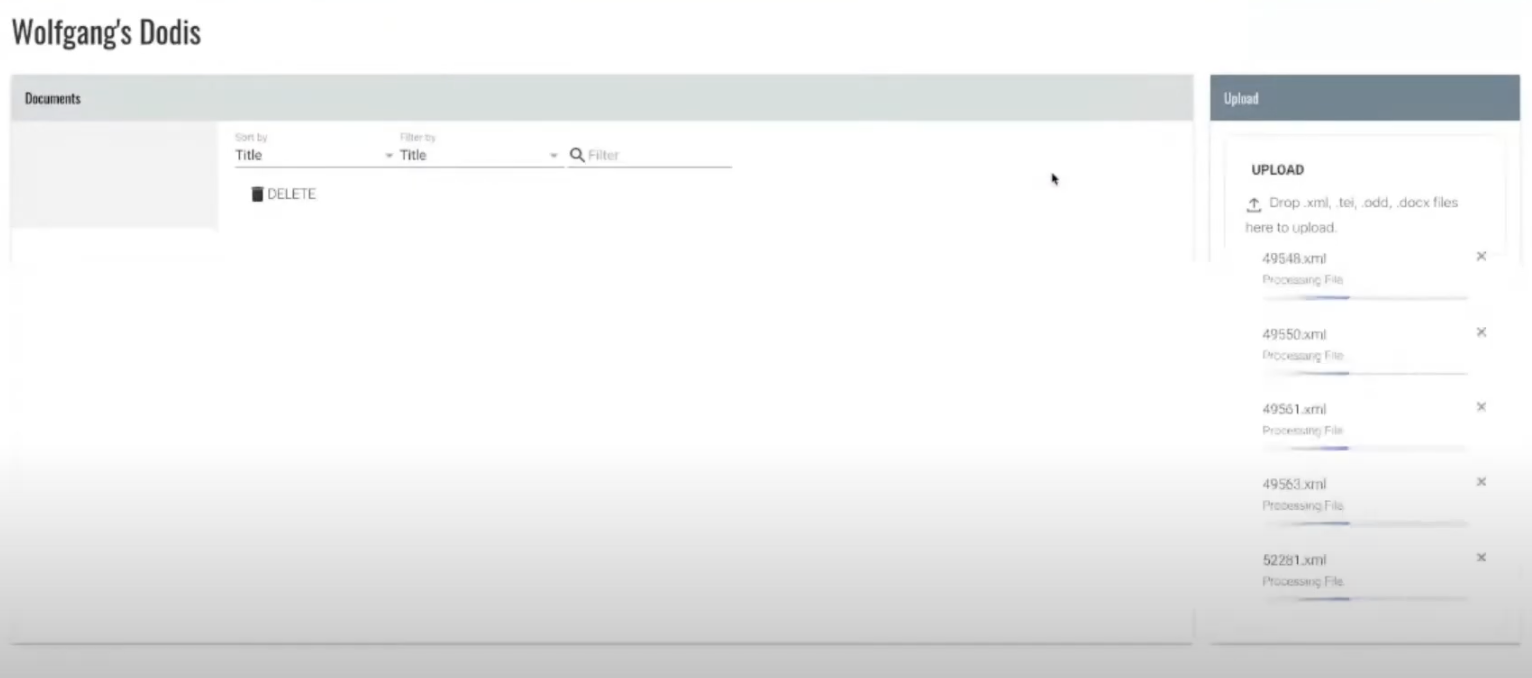 Wolfgang's Dodis
Documents
Sort by
Title
Filter by
Title
Filter
DELETE
Upload
UPLOAD
Drop .xml, .tei, .odd, .docx files
here to upload.
49548.xml
Processing File
49550.xml
Processing File
49561.xml
Processing File
49563.xml
Processing File
52281.xml
Processing File